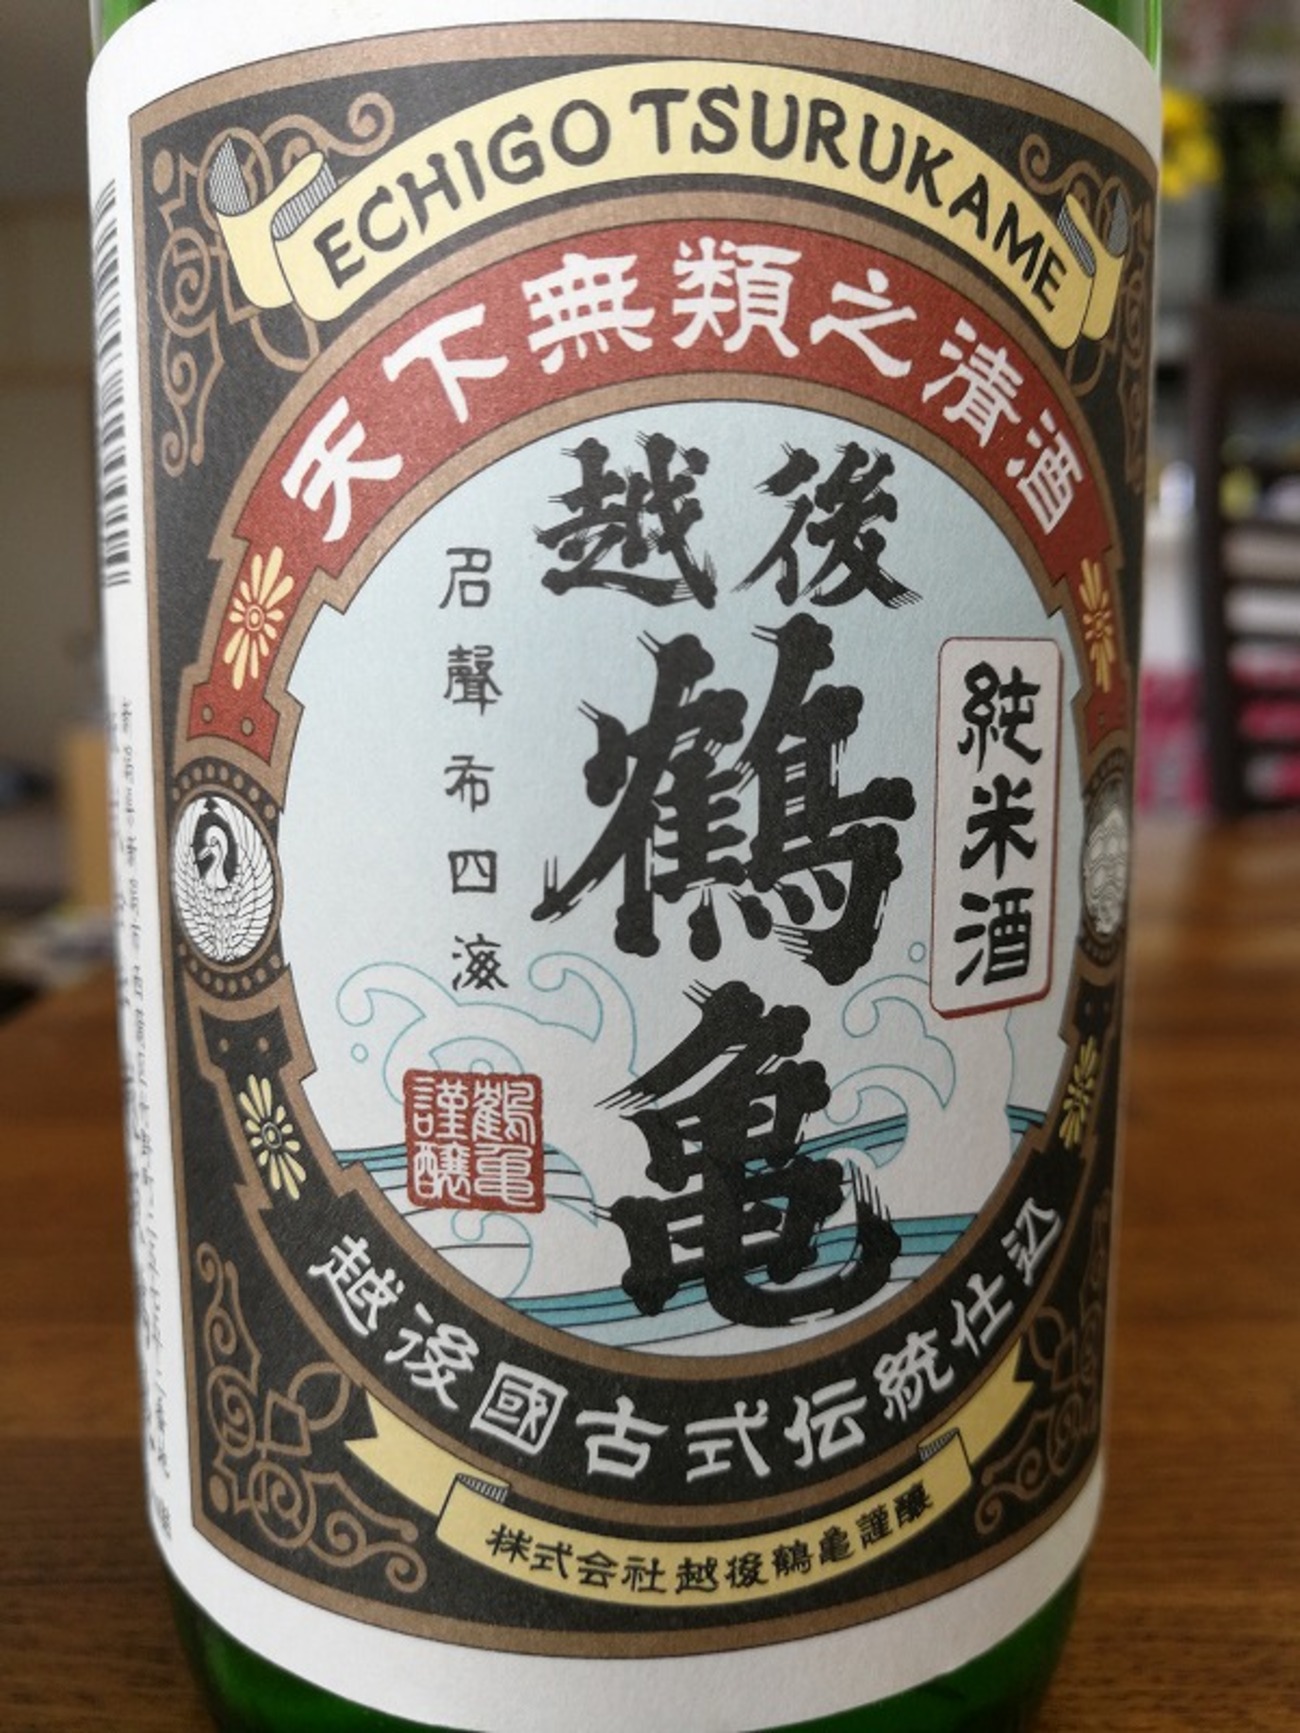 ECHIGO TSURUKAME
天下無類之清酒
越後
鶴亀
純米酒
名聲布四海
鶴亀
謹醸
越後國古式伝統仕込
株式会社越後鶴亀謹醸